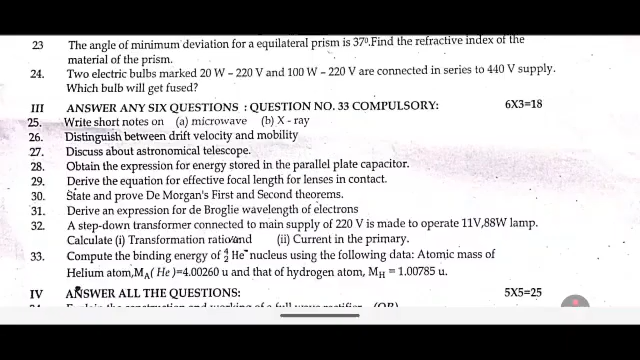 23 The angle of minimum deviation for a equilateral prism is 37⁰.Find the refractive index of the
material of the prism.
24. Two electric bulbs marked 20 W – 220 V and 100 W – 220 V are connected in series to 440 V supply.
Which bulb will get fused?
III ANSWER ANY SIX QUESTIONS : QUESTION NO. 33 COMPULSORY: 6X3=18
25. Write short notes on (a) microwave (b) X - ray
26. Distinguish between drift velocity and mobility
27. Discuss about astronomical telescope.
28. Obtain the expression for energy stored in the parallel plate capacitor.
29. Derive the equation for effective focal length for lenses in contact.
30. State and prove De Morgan's First and Second theorems.
31. Derive an expression for de Broglie wavelength of electrons
32. A step-down transformer connected to main supply of 220 V is made to operate 11V,88W lamp.
Calculate (i) Transformation ratio and (ii) Current in the primary.
33. Compute the binding energy of ⁴₂He nucleus using the following data: Atomic mass of
Helium atom,M_A( He )=4.00260 u and that of hydrogen atom, M_H = 1.00785 u.
IV ANSWER ALL THE QUESTIONS: 5X5=25